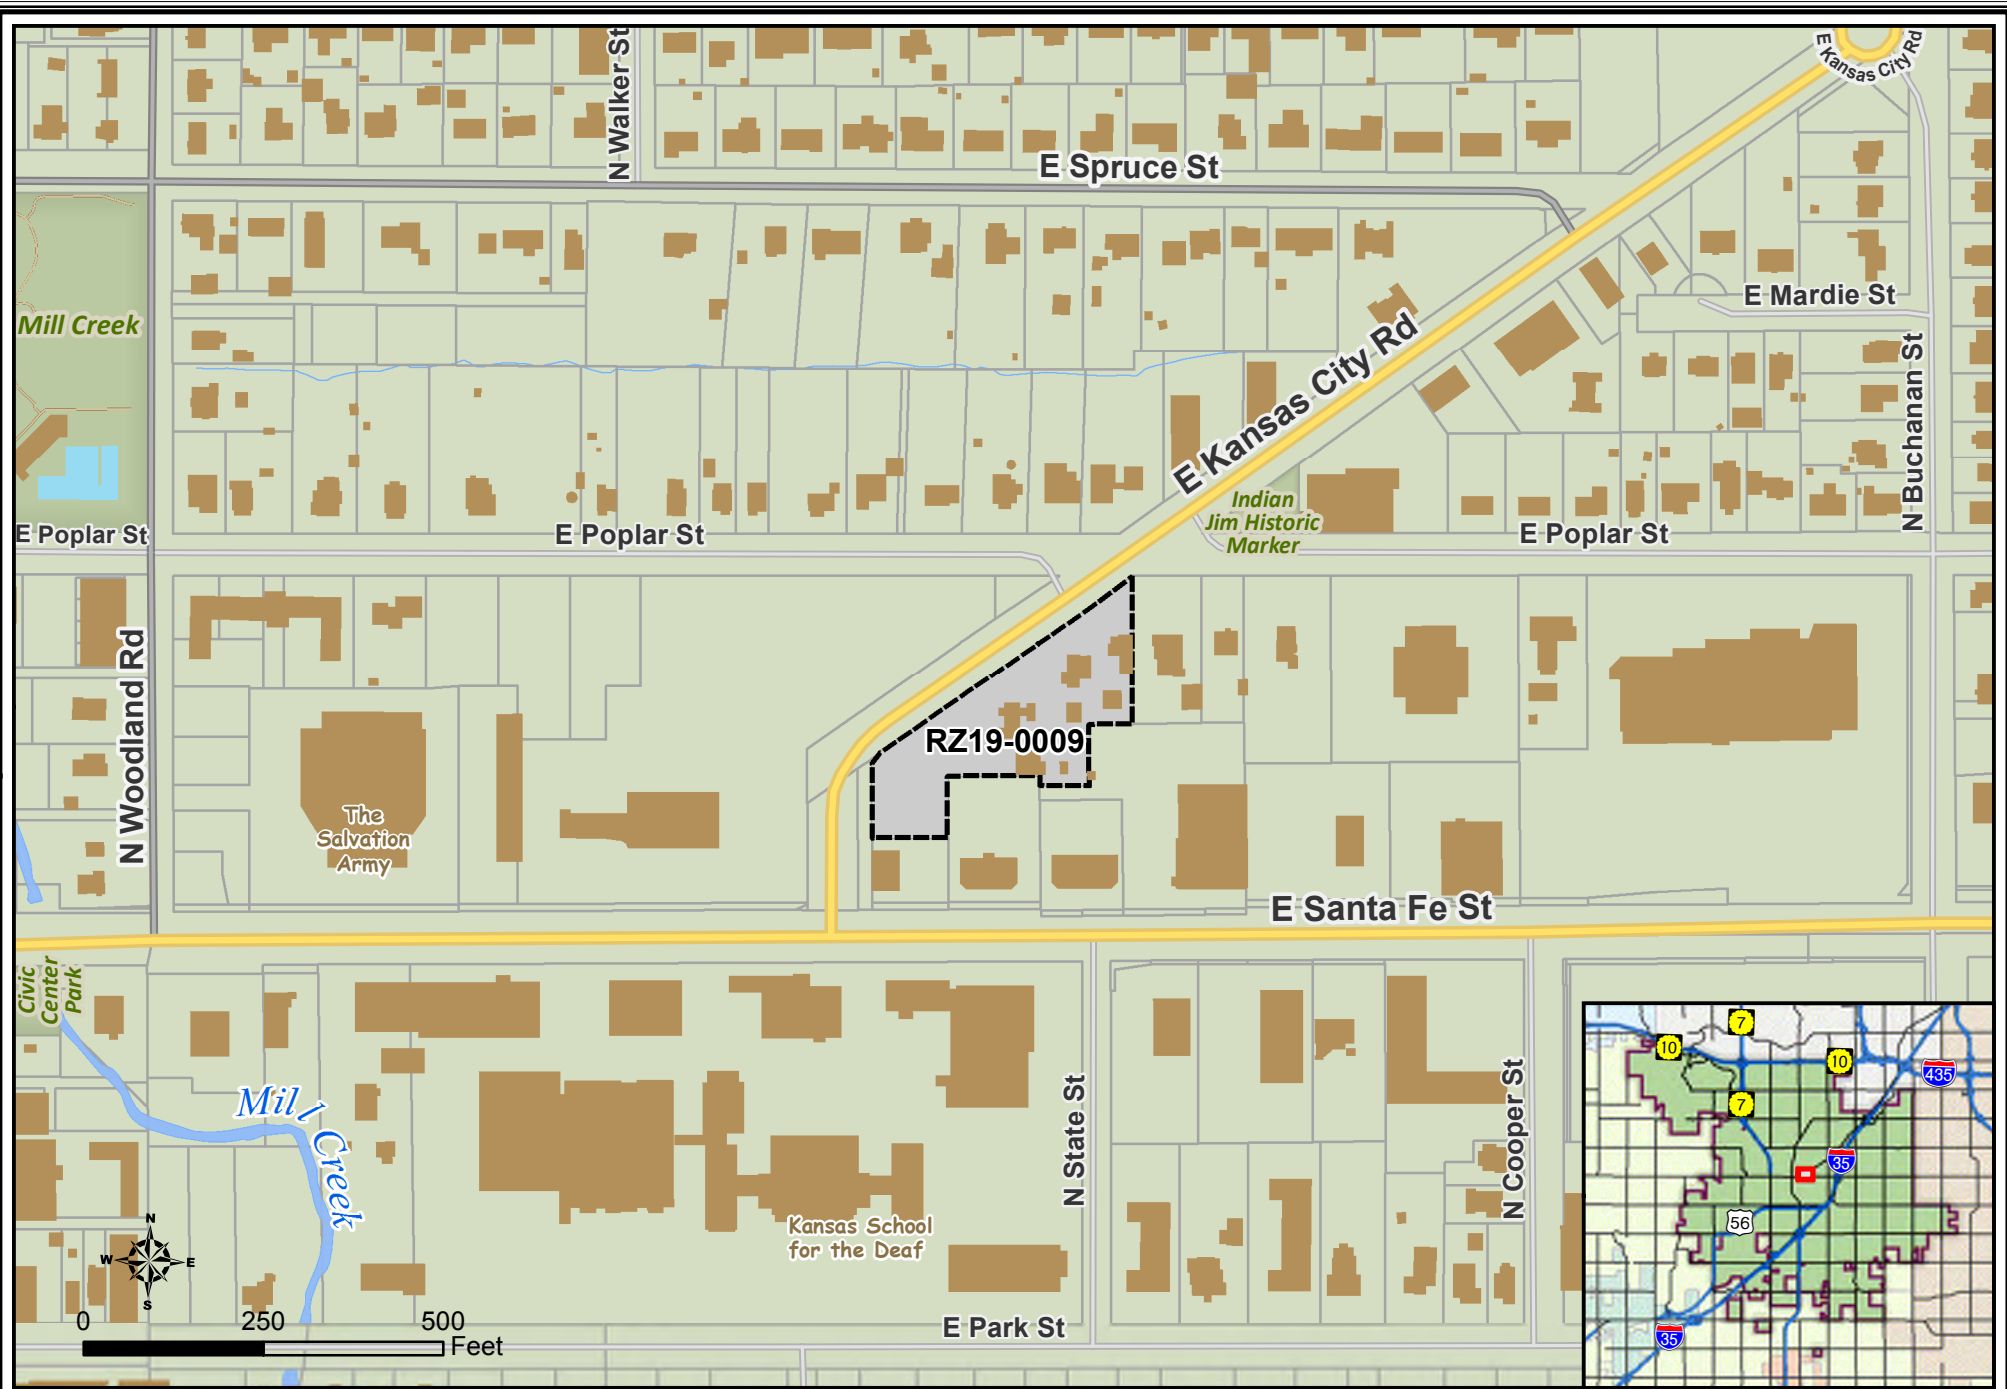 E Kansas City Rd
N Walker St
E Spruce St
Mill Creek
E Mardie St
E Kansas City Rd
N Buchanan St
Indian
Jim Historic
Marker
E Poplar St
E Poplar St
E Poplar St
N Woodland Rd
RZ19-0009
The
Salvation
Army
E Santa Fe St
Civic
Center
Park
Mill Creek
N State St
N Cooper St
Kansas School
for the Deaf
E Park St
N
W E
S
0 250 500
Feet
7
10
10
435
7
35
56
35